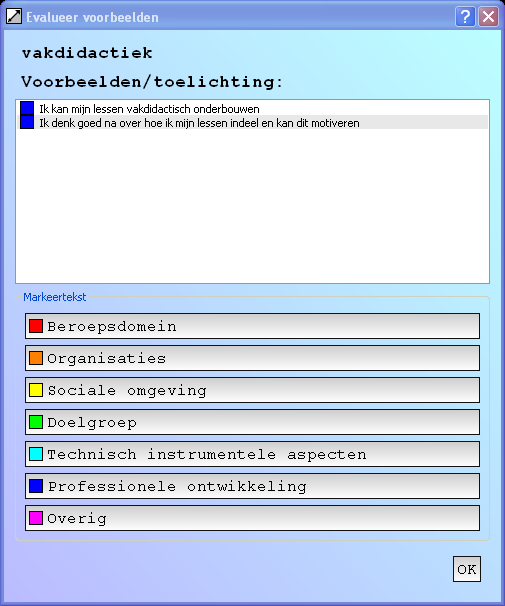 Evalueer voorbeelden
vakdidactiek
Voorbeelden/toelichting:
Ik kan mijn lessen vakdidactisch onderbouwen
Ik denk goed na over hoe ik mijn lessen indeel en kan dit motiveren
Markeertekst
Beroepsdomein
Organisaties
Sociale omgeving
Doelgroep
Technisch instrumentele aspecten
Professionele ontwikkeling
Overig
OK